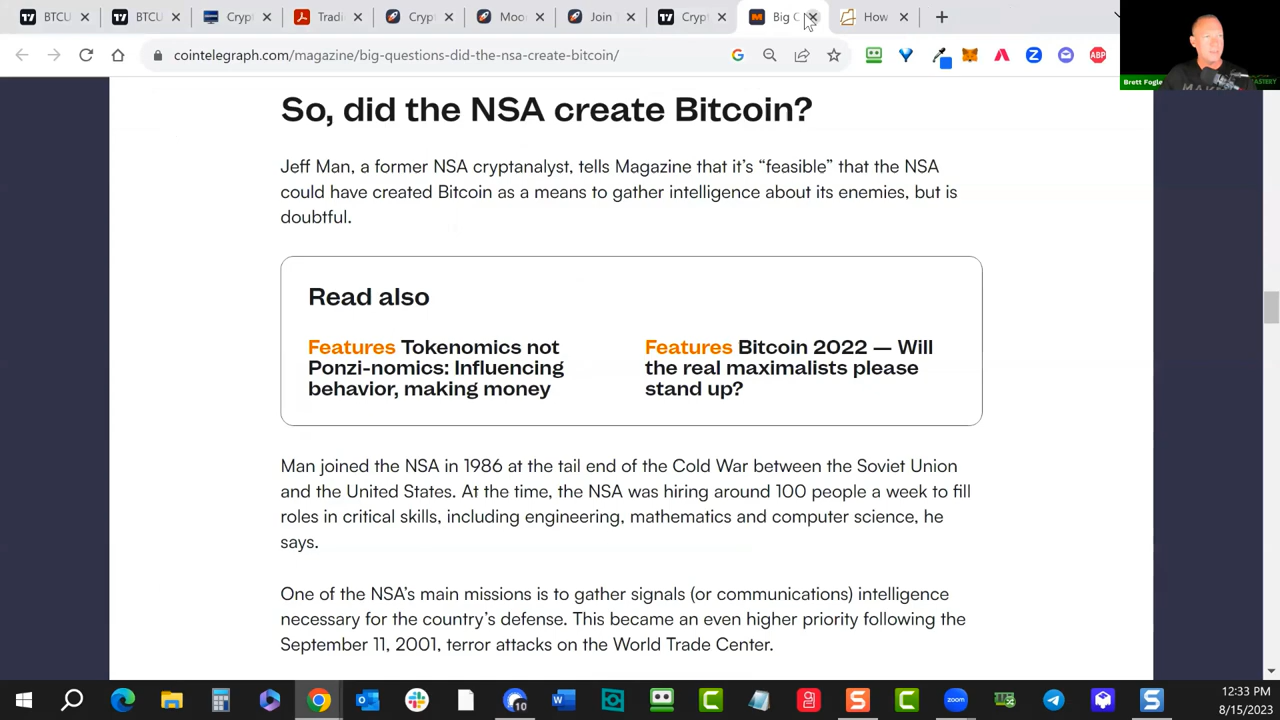 BTCU
BTCU
Crypt
Tradi
Crypt
Moo
Join
Crypt
Big C
How
cointelegraph.com/magazine/big-questions-did-the-nsa-create-bitcoin/
ABP
Brett Fogle
So, did the NSA create Bitcoin?
Jeff Man, a former NSA cryptanalyst, tells Magazine that it’s “feasible” that the NSA
could have created Bitcoin as a means to gather intelligence about its enemies, but is
doubtful.
Read also
Features Tokenomics not
Ponzi-nomics: Influencing
behavior, making money
Features Bitcoin 2022 — Will
the real maximalists please
stand up?
Man joined the NSA in 1986 at the tail end of the Cold War between the Soviet Union
and the United States. At the time, the NSA was hiring around 100 people a week to fill
roles in critical skills, including engineering, mathematics and computer science, he
says.
One of the NSA’s main missions is to gather signals (or communications) intelligence
necessary for the country’s defense. This became an even higher priority following the
September 11, 2001, terror attacks on the World Trade Center.
10
zoom
12:33 PM
8/15/2023